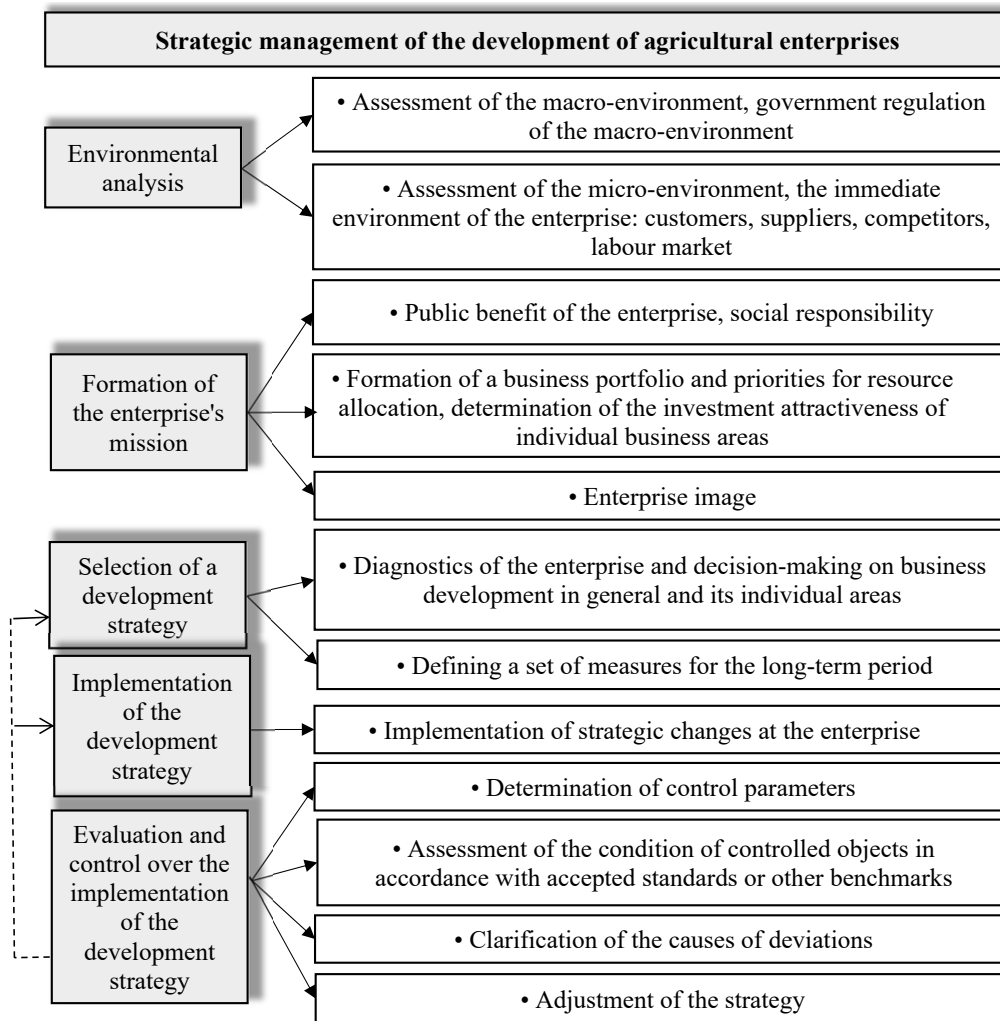 Strategic management of the development of agricultural enterprises
Environmental
analysis
• Assessment of the macro-environment, government regulation
of the macro-environment
• Assessment of the micro-environment, the immediate
environment of the enterprise: customers, suppliers, competitors,
labour market
Formation of
the enterprise's
mission
• Public benefit of the enterprise, social responsibility
• Formation of a business portfolio and priorities for resource
allocation, determination of the investment attractiveness of
individual business areas
• Enterprise image
Selection of a
development
strategy
• Diagnostics of the enterprise and decision-making on business
development in general and its individual areas
• Defining a set of measures for the long-term period
Implementation
of the
development
strategy
• Implementation of strategic changes at the enterprise
Evaluation and
control over the
implementation
of the
development
strategy
• Determination of control parameters
• Assessment of the condition of controlled objects in
accordance with accepted standards or other benchmarks
• Clarification of the causes of deviations
• Adjustment of the strategy